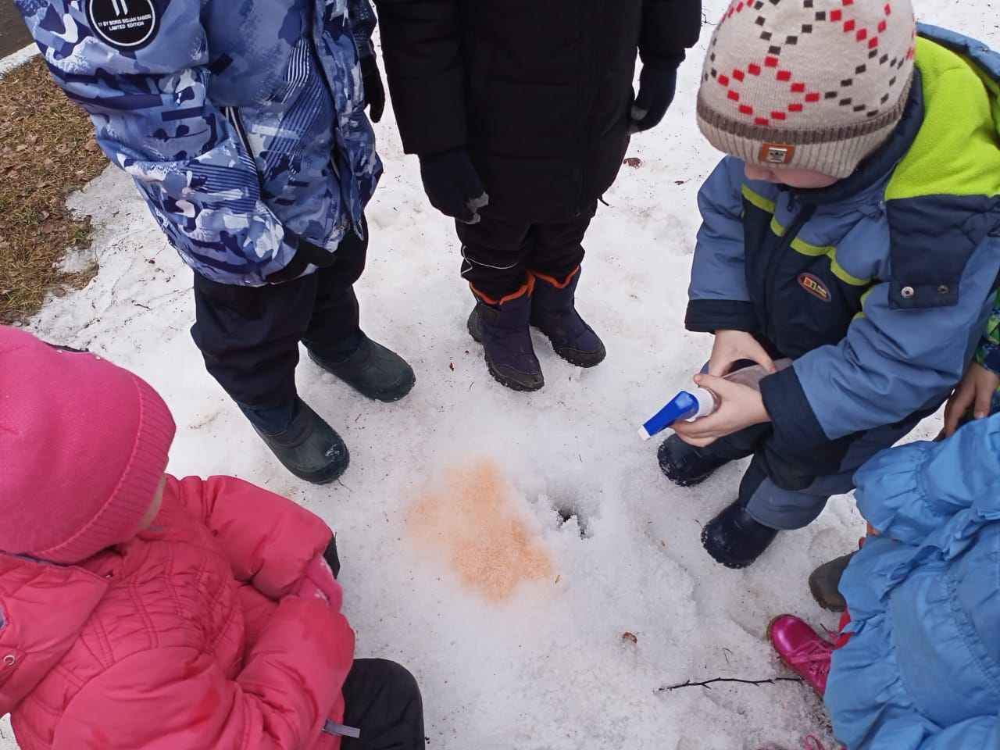 11
11 BY BORIS BIDJAN SABERI
LIMITED EDITION